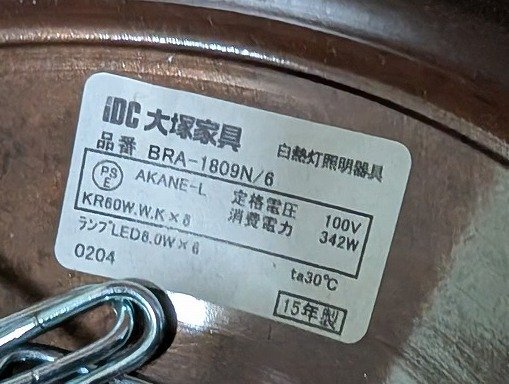 IDC 大塚家具
白熱灯照明器具
品番 BRA-1809N/6
PS
E
AKANE-L
定格電圧 100V
KR60W.W.K×6
消費電力 342W
ランプLED8.0W×6
0204
ta30℃
15年製